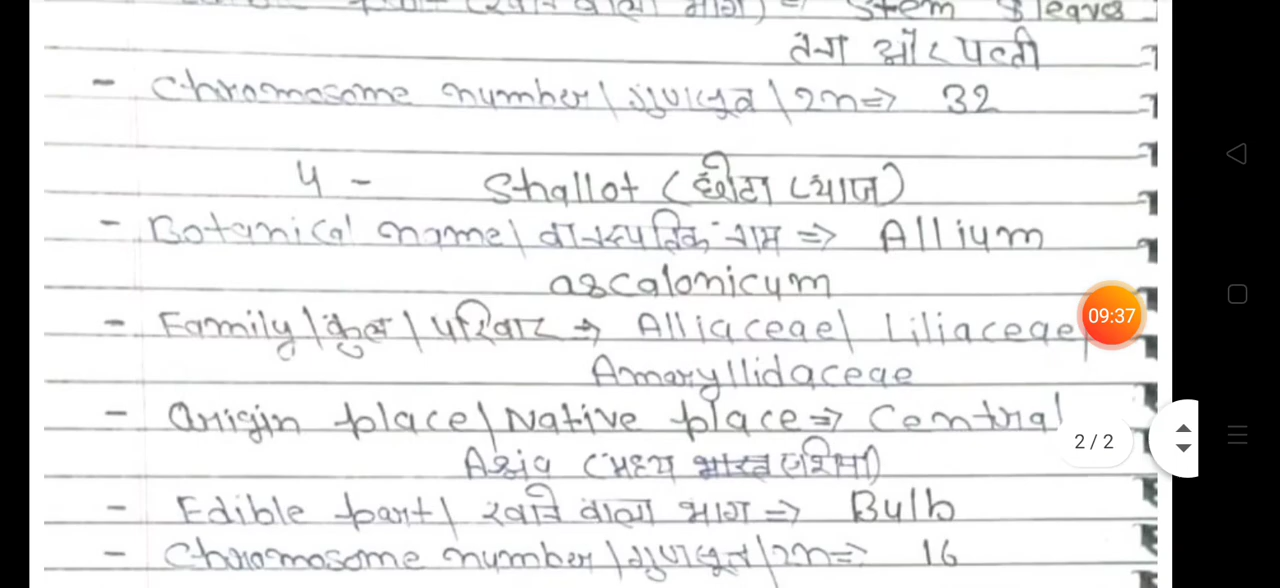 (खाने वाला भाग) = Stem & leaves
तना और पत्ती
- Chromosome number | गुणसूत्र | 2n => 32
4 - Shallot (छोटा प्याज)
- Botanical name | वानस्पतिक नाम => Allium
ascalonicum
- Family | कुल | परिवार => Alliaceae | Liliaceae |
09:37
Amaryllidaceae
- Origin place | Native place => Central
2 / 2
Asia (मध्य एशिया)
- Edible part | खाने वाला भाग => Bulb
- Chromosome number | गुणसूत्र | 2n => 16